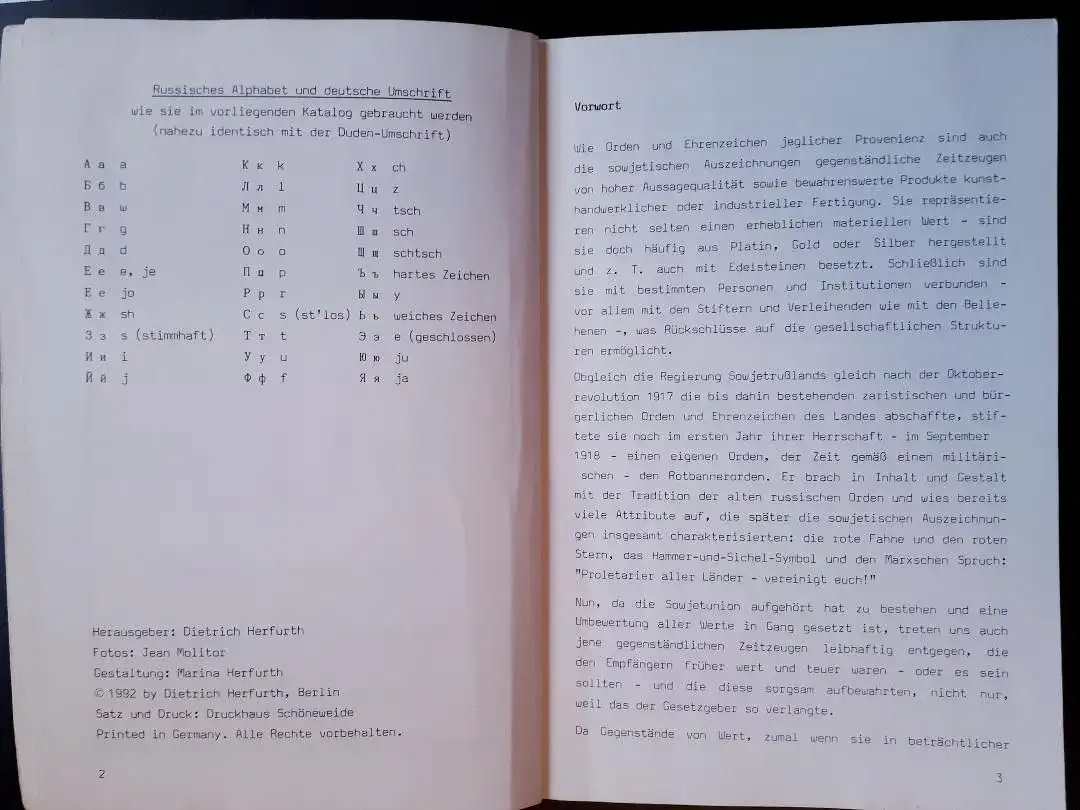 Russisches Alphabet und deutsche Umschrift
wie sie im vorliegenden Katalog gebraucht werden
(nahezu identisch mit der Duden-Umschrift)
А а a
Б б b
В в w
Г г g
Д д d
Е е e, je
Е е jo
Ж ж sh
З з s (stimmhaft)
И и i
Й й j
К к k
Л л l
М м m
Н н n
О о o
П п p
Р р r
С с s (st'los)
Т т t
У у u
Ф ф f
Х х ch
Ц ц z
Ч ч tsch
Ш ш sch
Щ щ schtsch
Ъ ъ hartes Zeichen
Ы ы y
Ь ь weiches Zeichen
Э э e (geschlossen)
Ю ю ju
Я я ja
Herausgeber: Dietrich Herfurth
Fotos: Jean Molitor
Gestaltung: Marina Herfurth
© 1992 by Dietrich Herfurth, Berlin
Satz und Druck: Druckhaus Schöneweide
Printed in Germany. Alle Rechte vorbehalten.
2
Vorwort
Wie Orden und Ehrenzeichen jeglicher Provenienz sind auch
die sowjetischen Auszeichnungen gegenständliche Zeitzeugen
von hoher Aussagequalität sowie bewahrenswerte Produkte kunst-
handwerklicher oder industrieller Fertigung. Sie repräsentie-
ren nicht selten einen erheblichen materiellen Wert - sind
sie doch häufig aus Platin, Gold oder Silber hergestellt
und z. T. auch mit Edelsteinen besetzt. Schließlich sind
sie mit bestimmten Personen und Institutionen verbunden -
vor allem mit den Stiftern und Verleihenden wie mit den Belie-
henen -, was Rückschlüsse auf die gesellschaftlichen Struktu-
ren ermöglicht.
Obgleich die Regierung Sowjetrußlands gleich nach der Oktober-
revolution 1917 die bis dahin bestehenden zaristischen und bür-
gerlichen Orden und Ehrenzeichen des Landes abschaffte, stif-
tete sie noch im ersten Jahr ihrer Herrschaft - im September
1918 - einen eigenen Orden, der Zeit gemäß einen militäri-
schen - den Rotbannerorden. Er brach in Inhalt und Gestalt
mit der Tradition der alten russischen Orden und wies bereits
viele Attribute auf, die später die sowjetischen Auszeichnun-
gen insgesamt charakterisierten: die rote Fahne und den roten
Stern, das Hammer-und-Sichel-Symbol und den Marxschen Spruch:
"Proletarier aller Länder - vereinigt euch!"
Nun, da die Sowjetunion aufgehört hat zu bestehen und eine
Umbewertung aller Werte in Gang gesetzt ist, treten uns auch
jene gegenständlichen Zeitzeugen leibhaftig entgegen, die
den Empfängern früher wert und teuer waren - oder es sein
sollten - und die diese sorgsam aufbewahrten, nicht nur,
weil das der Gesetzgeber so verlangte.
Da Gegenstände von Wert, zumal wenn sie in beträchtlicher
3